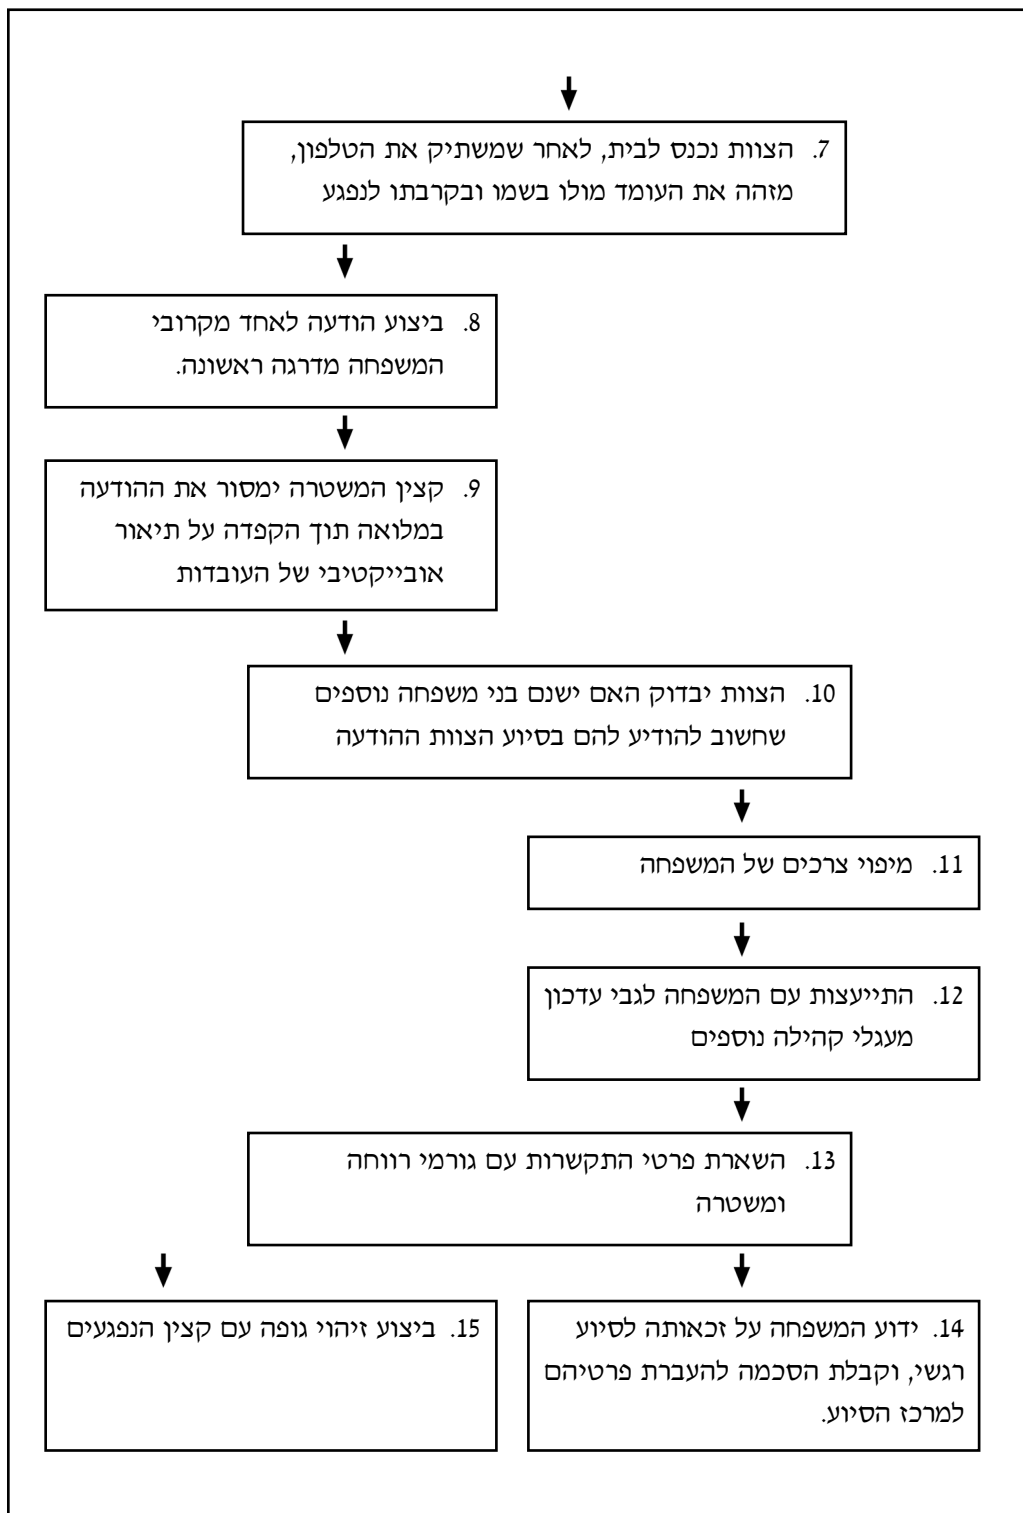 7. הצוות נכנס לבית, לאחר שמשתיק את הטלפון,
מזהה את העומד מולו בשמו ובקרבתו לנפגע
8. ביצוע הודעה לאחד מקרובי
המשפחה מדרגה ראשונה.
9. קצין המשטרה ימסור את ההודעה
במלואה תוך הקפדה על תיאור
אובייקטיבי של העובדות
10. הצוות יבדוק האם ישנם בני משפחה נוספים
שחשוב להודיע להם בסיוע הצוות ההודעה
11. מיפוי צרכים של המשפחה
12. התייעצות עם המשפחה לגבי עדכון
מעגלי קהילה נוספים
13. השארת פרטי התקשרות עם גורמי רווחה
ומשטרה
14. ידוע המשפחה על זכאותה לסיוע
רגשי, וקבלת הסכמה להעברת פרטיהם
למרכז הסיוע.
15. ביצוע זיהוי גופה עם קצין הנפגעים